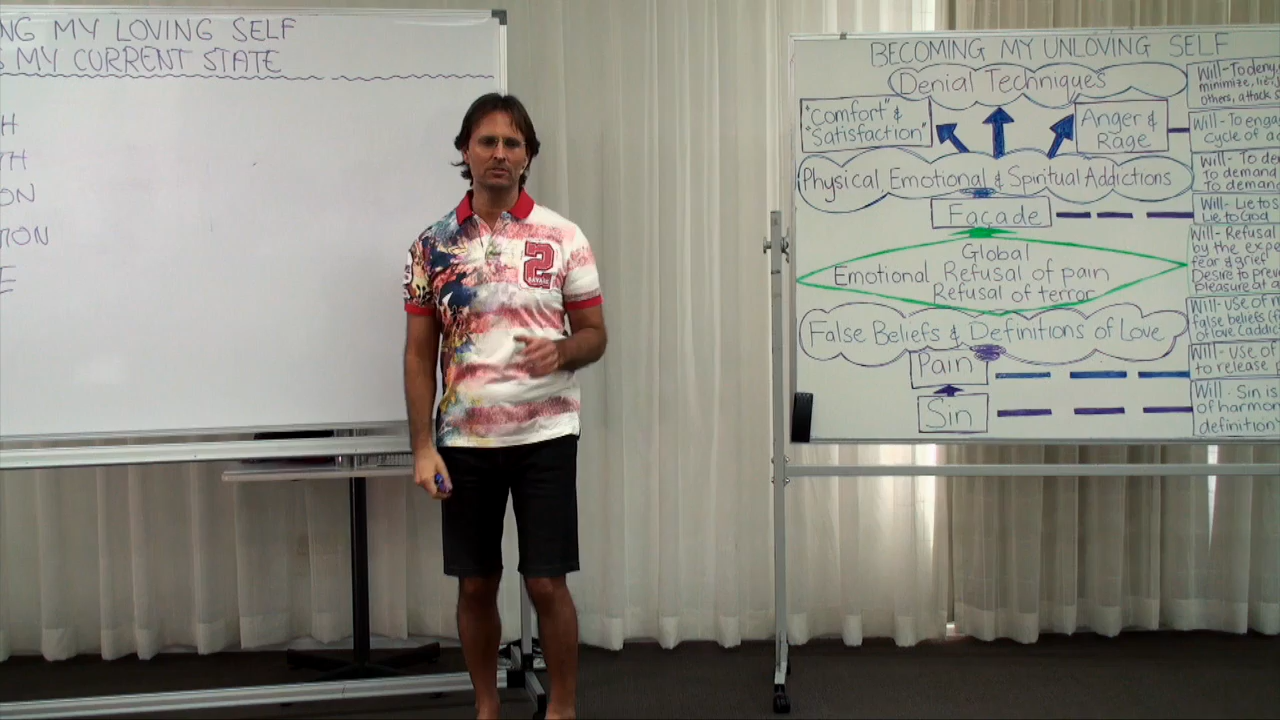 NG MY LOVING SELF
S MY CURRENT STATE
H
TH
ON
TION
E
2
BECOMING MY UNLOVING SELF
Denial Techniques
"Comfort" &
"Satisfaction"
Anger &
Rage
Physical, Emotional & Spiritual Addictions
Façade
Global
Emotional Refusal of pain
Refusal of terror
False Beliefs & Definitions of Love
Pain
Sin
Will - To deny,
minimize, lie,
others, attack s
Will - To engag
cycle of a
Will - To de
To demand
To demand
Will - Lie to s
Lie to God
Will - Refusal
by the expe
fear & grief
Desire to pre
pleasure at a
Will - use of m
false beliefs (
of love (addic
Will - use of
to release p
Will - Sin is
of harmon
definition